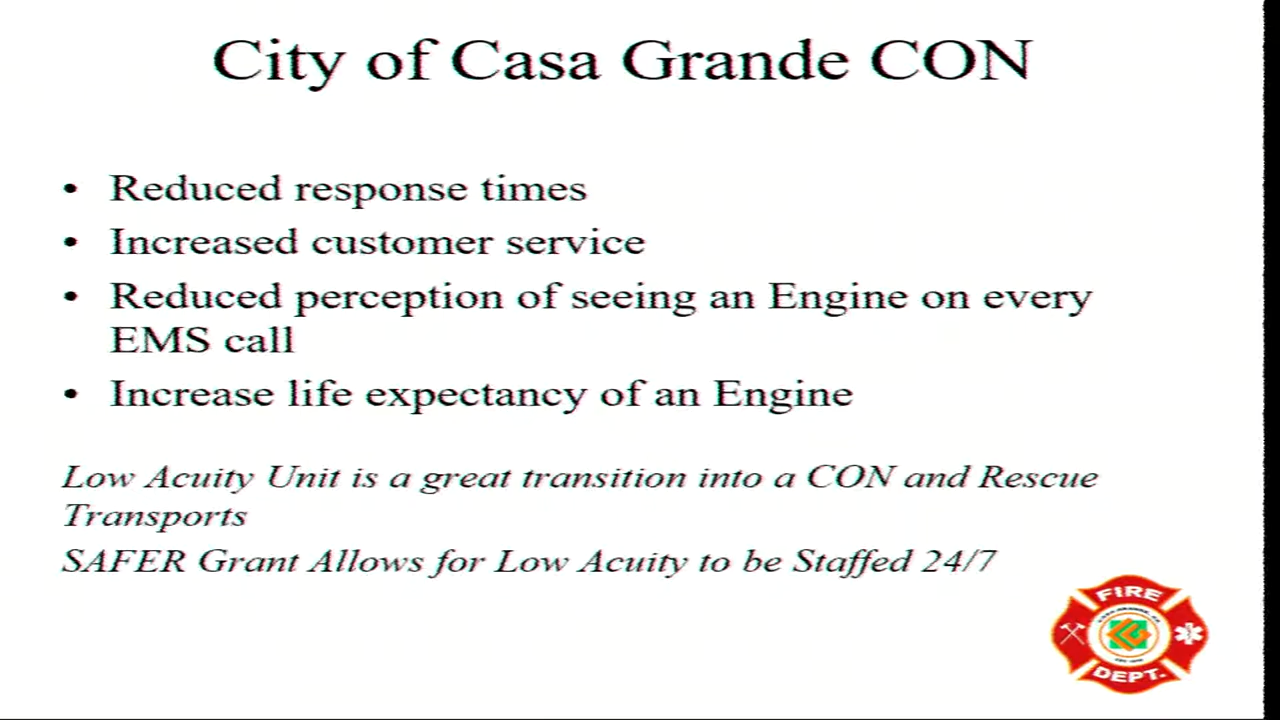 City of Casa Grande CON
• Reduced response times
• Increased customer service
• Reduced perception of seeing an Engine on every
EMS call
• Increase life expectancy of an Engine
Low Acuity Unit is a great transition into a CON and Rescue
Transports
SAFER Grant Allows for Low Acuity to be Staffed 24/7
FIRE
DEPT.